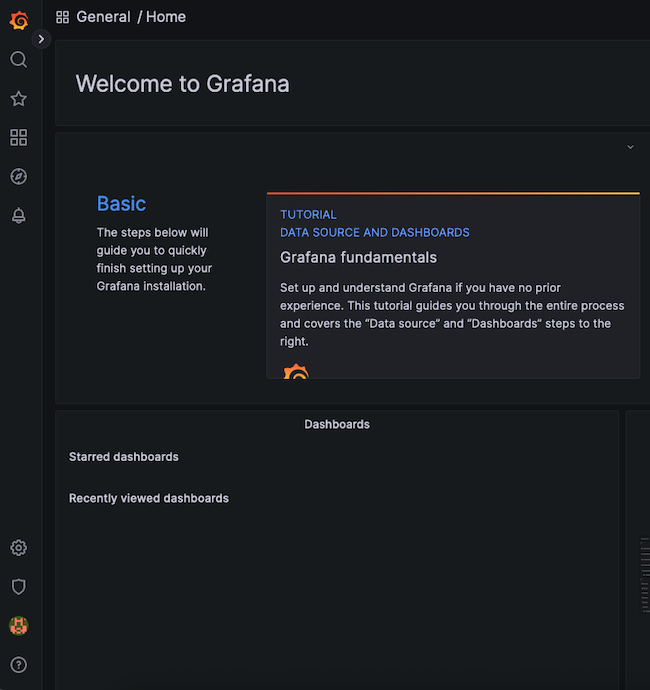 General / Home
Welcome to Grafana
Basic
The steps below will
guide you to quickly
finish setting up your
Grafana installation.
TUTORIAL
DATA SOURCE AND DASHBOARDS
Grafana fundamentals
Set up and understand Grafana if you have no prior
experience. This tutorial guides you through the entire process
and covers the “Data source” and “Dashboards” steps to the
right.
Dashboards
Starred dashboards
Recently viewed dashboards